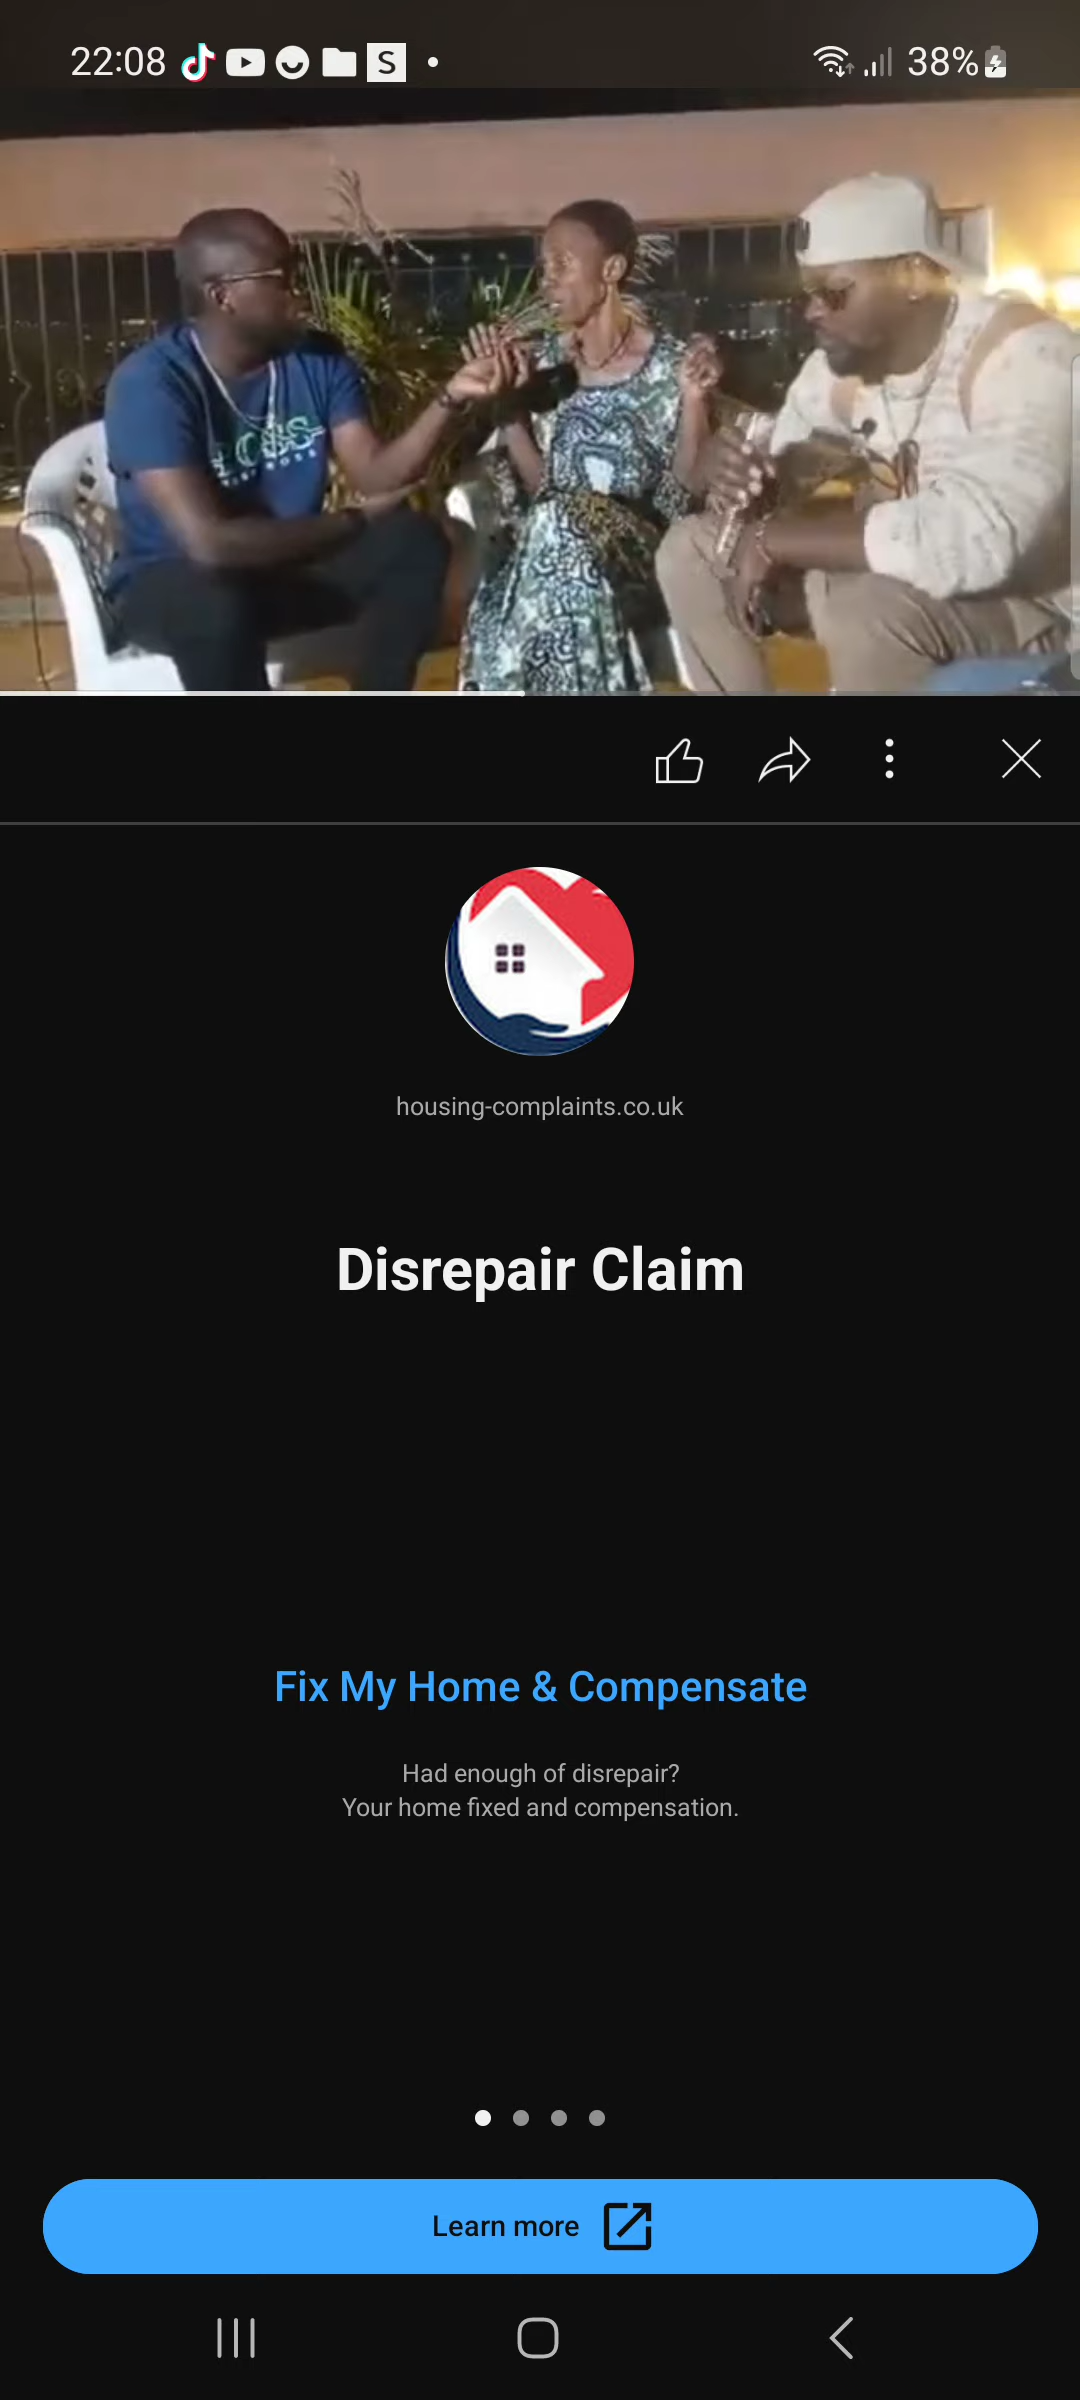 22:08
S
38%
housing-complaints.co.uk
Disrepair Claim
Fix My Home & Compensate
Had enough of disrepair?
Your home fixed and compensation.
Learn more